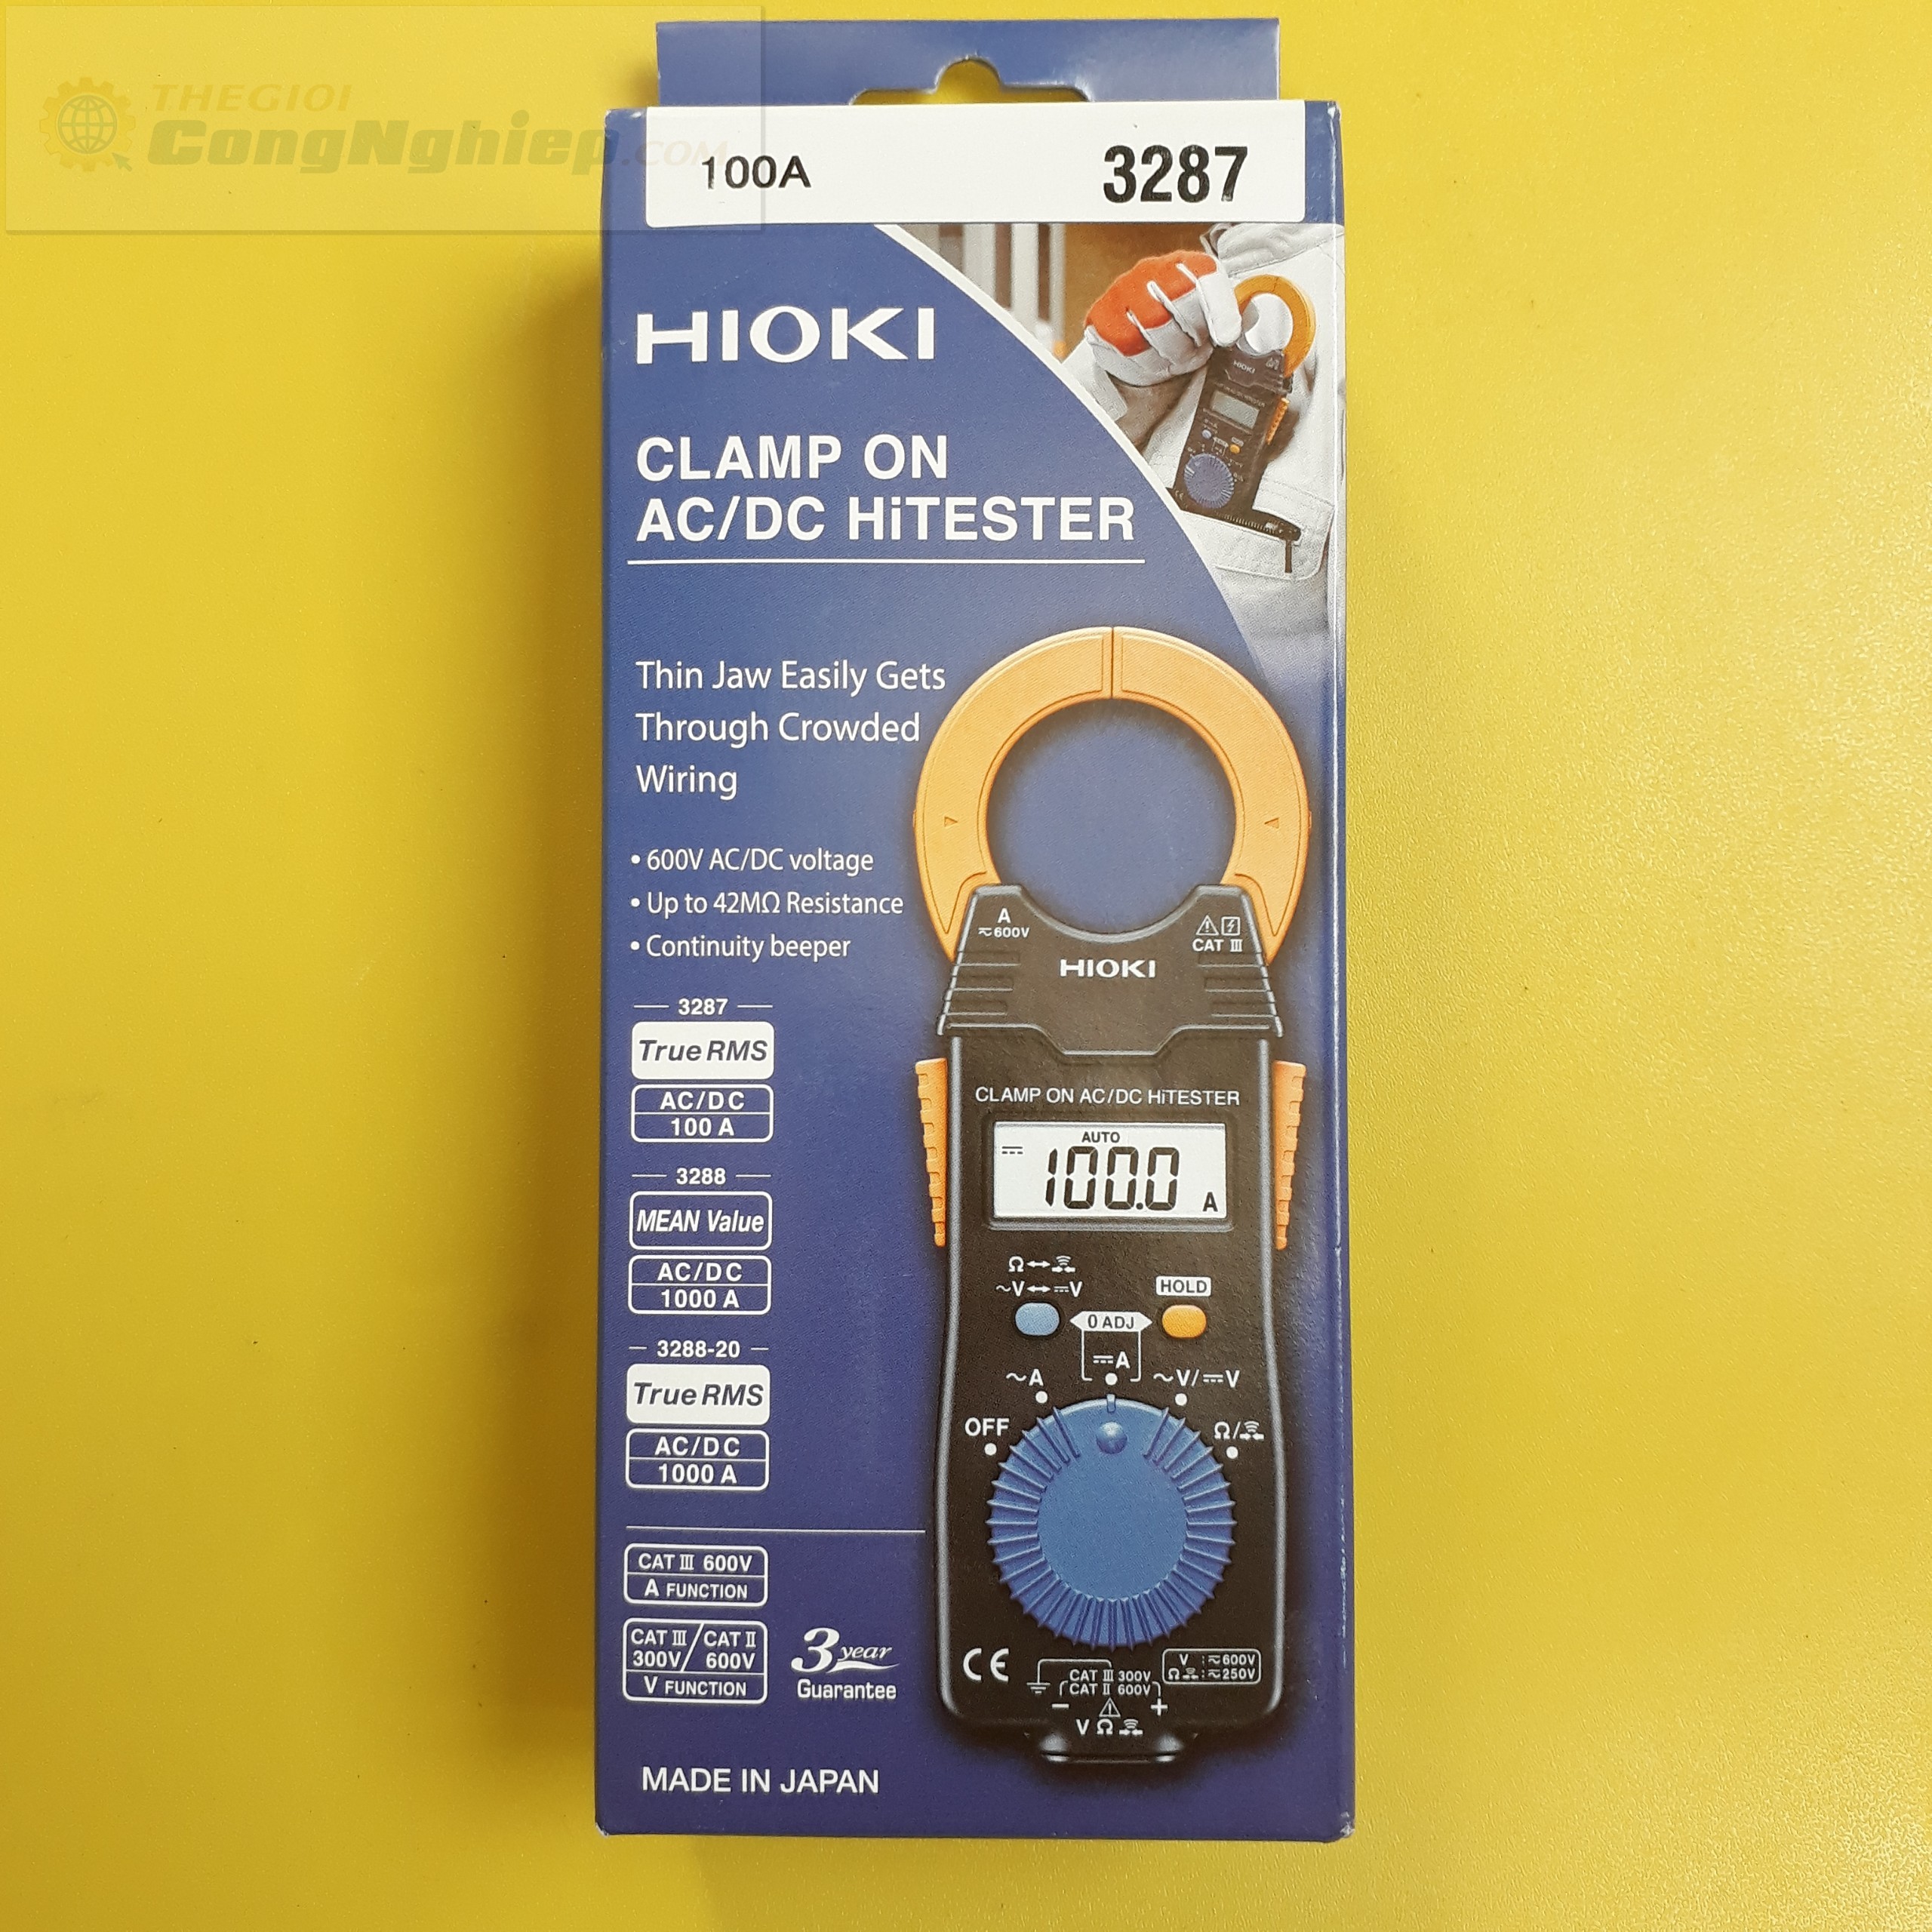 THEGIOI
CongNghiep.COM
100A 3287
HIOKI
CLAMP ON
AC/DC HiTESTER
HIOKI
Thin Jaw Easily Gets
Through Crowded
Wiring
• 600V AC/DC voltage
• Up to 42MΩ Resistance
• Continuity beeper
3287
True RMS
AC/DC
100 A
3288
MEAN Value
AC/DC
1000 A
3288-20
True RMS
AC/DC
1000 A
CAT III 600V
A FUNCTION
CAT III 300V / CAT II 600V
V FUNCTION
3 year
Guarantee
MADE IN JAPAN
A
≂600V
CAT III
HIOKI
CLAMP ON AC/DC HiTESTER
AUTO
100.0 A
Ω↔
~V↔⎓V
HOLD
0 ADJ
⎓A
~A
~V/⎓V
OFF
Ω/
CE
CAT III 300V
CAT II 600V
V : ≂600V
Ω : ≂250V
− +
V Ω